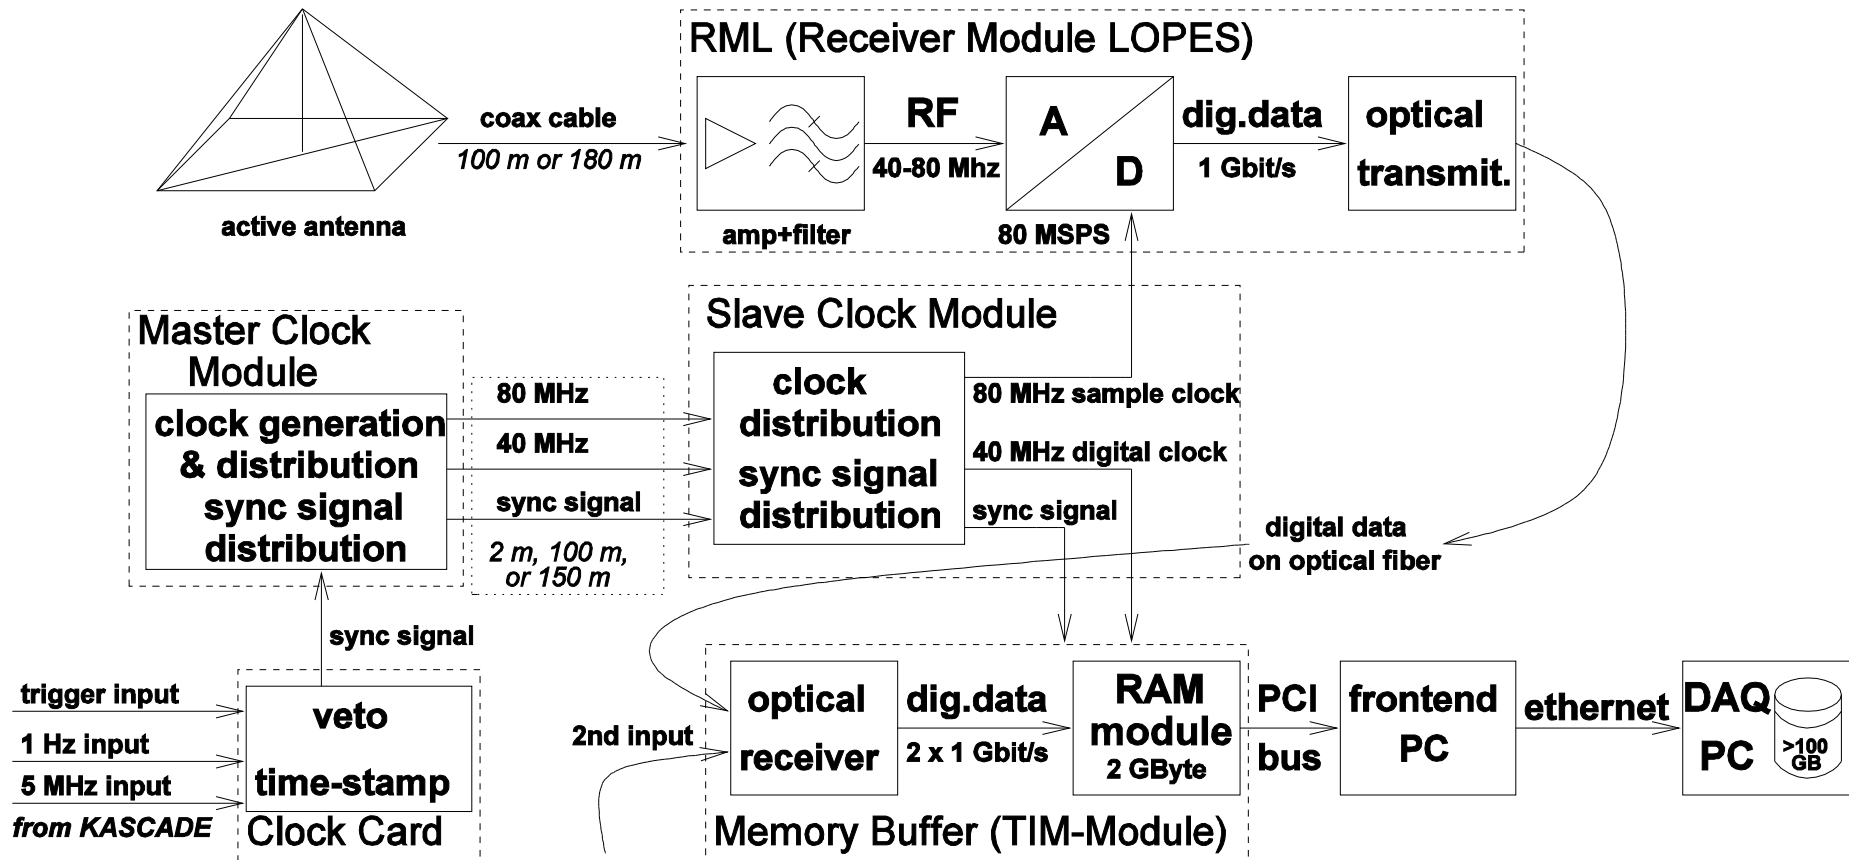 RML (Receiver Module LOPES)
coax cable
100 m or 180 m
active antenna
amp+filter
RF
40-80 Mhz
A
D
80 MSPS
dig.data
1 Gbit/s
optical
transmit.
Master Clock
Module
clock generation
& distribution
sync signal
distribution
80 MHz
40 MHz
sync signal
2 m, 100 m,
or 150 m
Slave Clock Module
clock
distribution
sync signal
distribution
80 MHz sample clock
40 MHz digital clock
sync signal
digital data
on optical fiber
sync signal
trigger input
1 Hz input
5 MHz input
from KASCADE
veto
time-stamp
Clock Card
2nd input
optical
receiver
dig.data
2 x 1 Gbit/s
RAM
module
2 GByte
Memory Buffer (TIM-Module)
PCI
bus
frontend
PC
ethernet
DAQ
PC
>100
GB